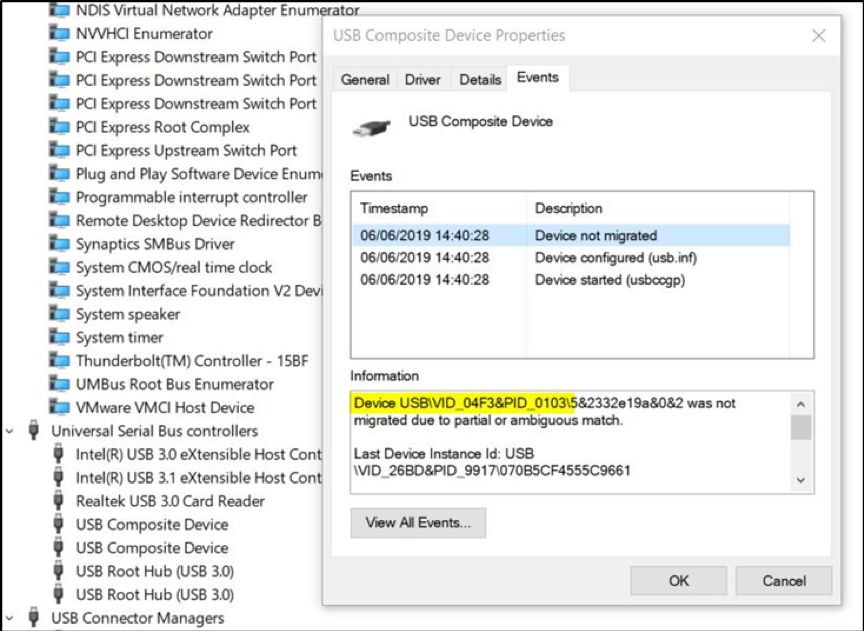 NDIS Virtual Network Adapter Enumerator
NVVHCI Enumerator
PCI Express Downstream Switch Port
PCI Express Downstream Switch Port
PCI Express Downstream Switch Port
PCI Express Root Complex
PCI Express Upstream Switch Port
Plug and Play Software Device Enum
Programmable interrupt controller
Remote Desktop Device Redirector B
Synaptics SMBus Driver
System CMOS/real time clock
System Interface Foundation V2 Devi
System speaker
System timer
Thunderbolt(TM) Controller - 15BF
UMBus Root Bus Enumerator
VMware VMCI Host Device
Universal Serial Bus controllers
Intel(R) USB 3.0 eXtensible Host Cont
Intel(R) USB 3.1 eXtensible Host Cont
Realtek USB 3.0 Card Reader
USB Composite Device
USB Composite Device
USB Root Hub (USB 3.0)
USB Root Hub (USB 3.0)
USB Connector Managers
USB Composite Device Properties
General Driver Details Events
USB Composite Device
Events
Timestamp Description
06/06/2019 14:40:28 Device not migrated
06/06/2019 14:40:28 Device configured (usb.inf)
06/06/2019 14:40:28 Device started (usbccgp)
Information
Device USB\VID_04F3&PID_0103\5&2332e19a&0&2 was not
migrated due to partial or ambiguous match.
Last Device Instance Id: USB
\VID_26BD&PID_9917\070B5CF4555C9661
View All Events...
OK Cancel